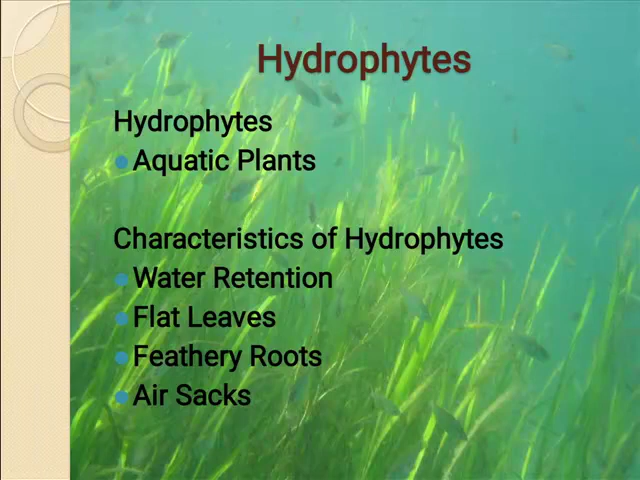 Hydrophytes
Hydrophytes
Aquatic Plants
Characteristics of Hydrophytes
Water Retention
Flat Leaves
Feathery Roots
Air Sacks